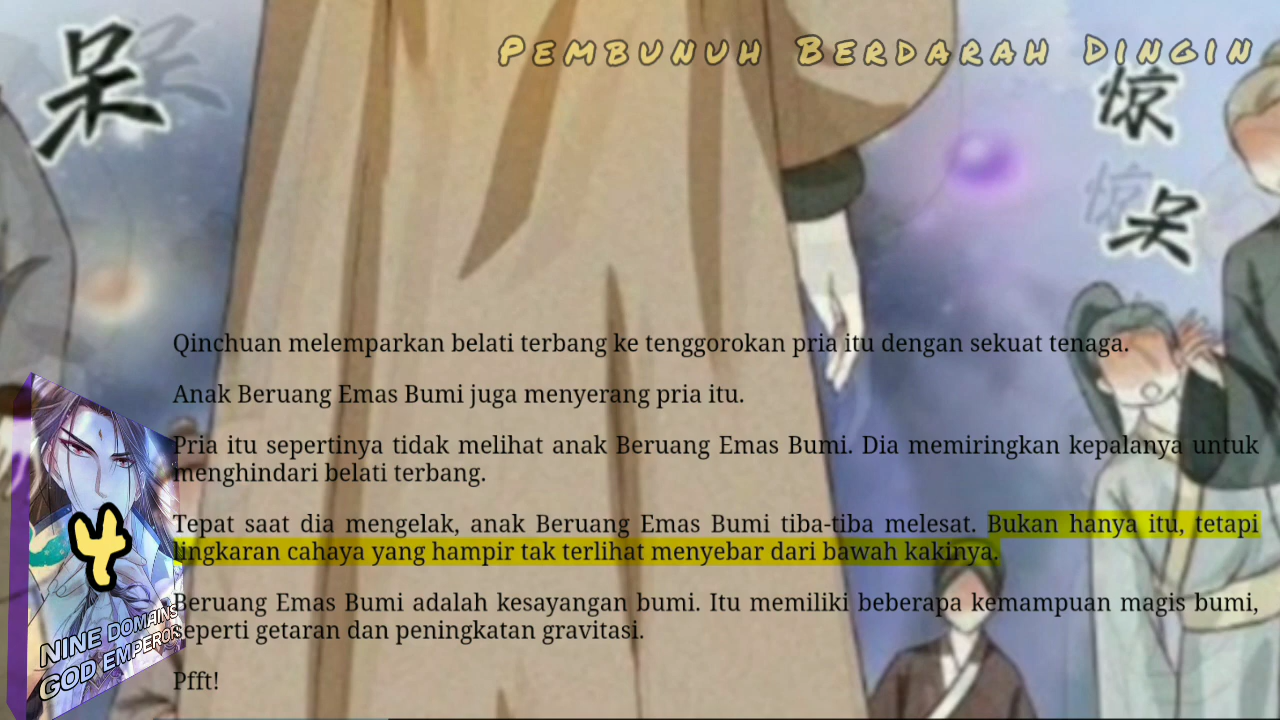 Pembunuh Berdarah Dingin
呆
惊
呆
Qinchuan melemparkan belati terbang ke tenggorokan pria itu dengan sekuat tenaga.
Anak Beruang Emas Bumi juga menyerang pria itu.
Pria itu sepertinya tidak melihat anak Beruang Emas Bumi. Dia memiringkan kepalanya untuk
menghindari belati terbang.
Tepat saat dia mengelak, anak Beruang Emas Bumi tiba-tiba melesat. Bukan hanya itu, tetapi
lingkaran cahaya yang hampir tak terlihat menyebar dari bawah kakinya.
Beruang Emas Bumi adalah kesayangan bumi. Itu memiliki beberapa kemampuan magis bumi,
seperti getaran dan peningkatan gravitasi.
Pfft!
4
NINE DOMAINS
GOD EMPEROR